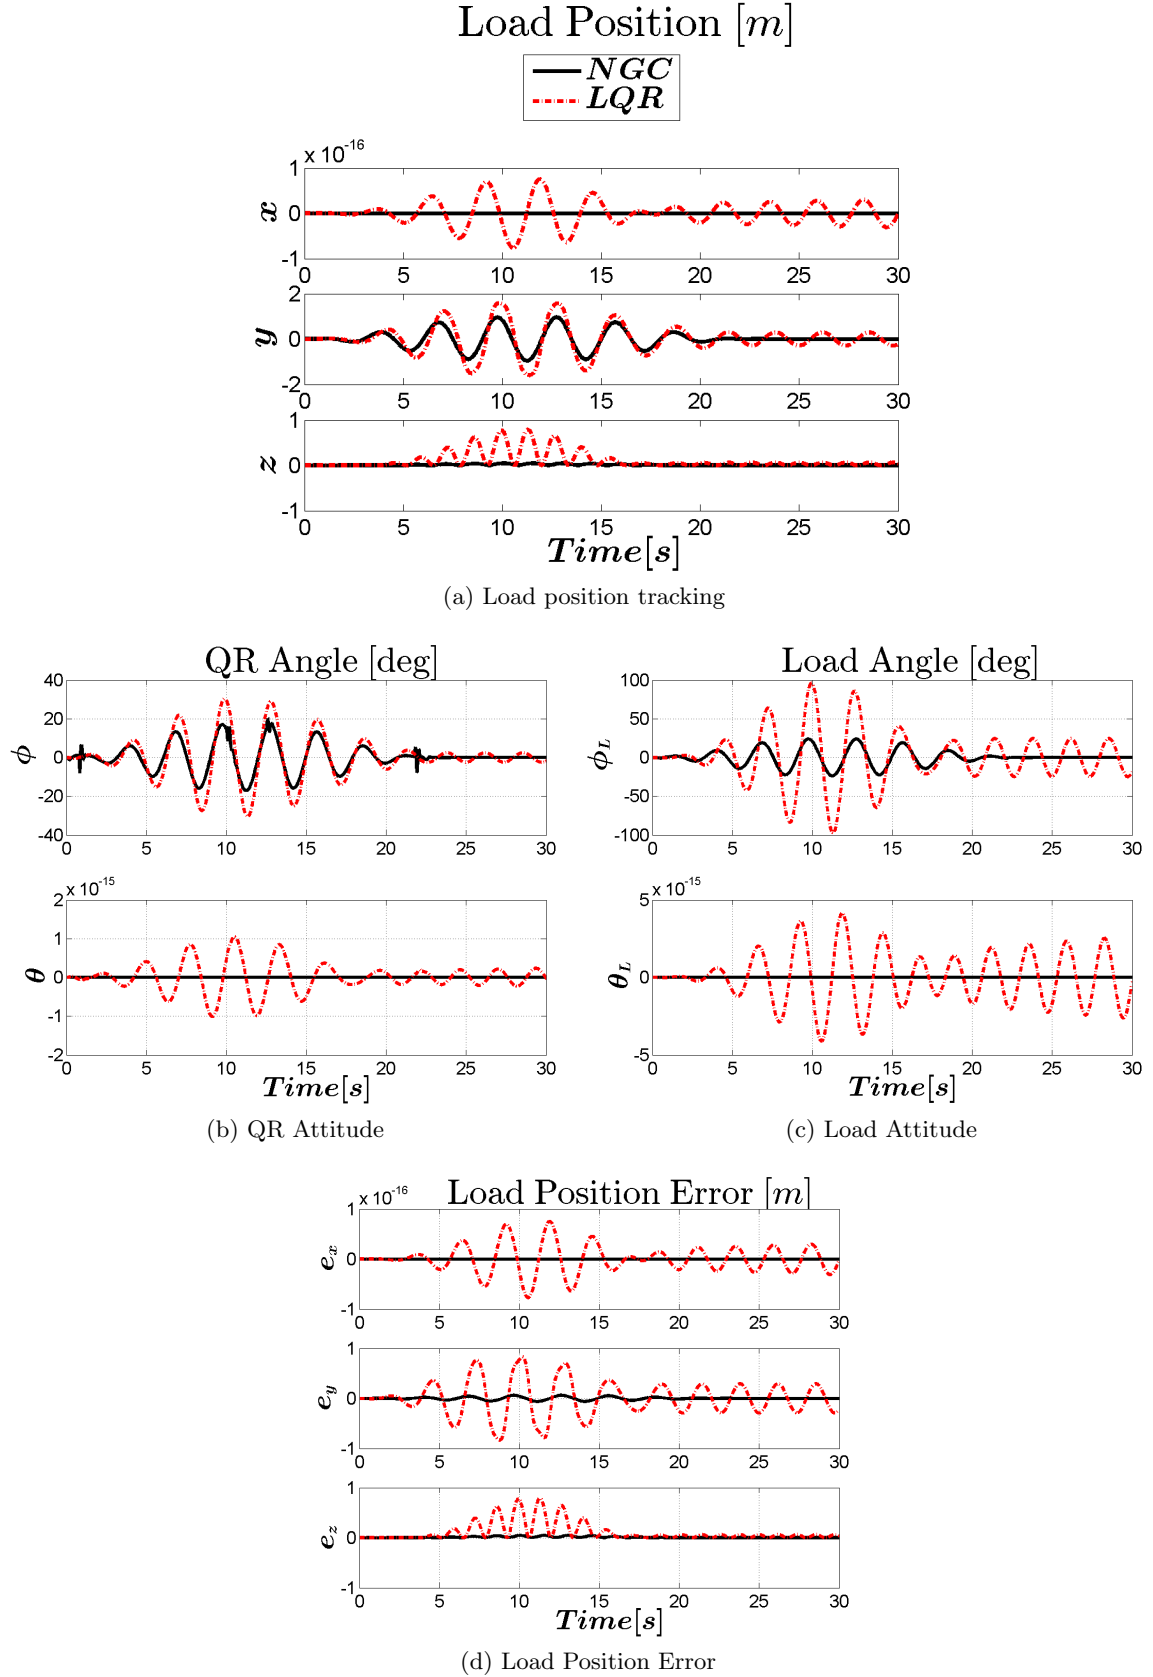 Load Position [m]
NGC
LQR
x 10^-16
1
0
-1
x
0 5 10 15 20 25 30
2
0
-2
y
0 5 10 15 20 25 30
1
0
-1
z
0 5 10 15 20 25 30
Time[s]
(a) Load position tracking
QR Angle [deg]
40
20
0
-20
-40
ϕ
0 5 10 15 20 25 30
x 10^-15
2
1
0
-1
-2
θ
0 5 10 15 20 25 30
Time[s]
(b) QR Attitude
Load Angle [deg]
100
50
0
-50
-100
ϕ_L
0 5 10 15 20 25 30
x 10^-15
5
0
-5
θ_L
0 5 10 15 20 25 30
Time[s]
(c) Load Attitude
Load Position Error [m]
x 10^-16
1
0
-1
e_x
0 5 10 15 20 25 30
1
0
-1
e_y
0 5 10 15 20 25 30
1
0
-1
e_z
0 5 10 15 20 25 30
Time[s]
(d) Load Position Error